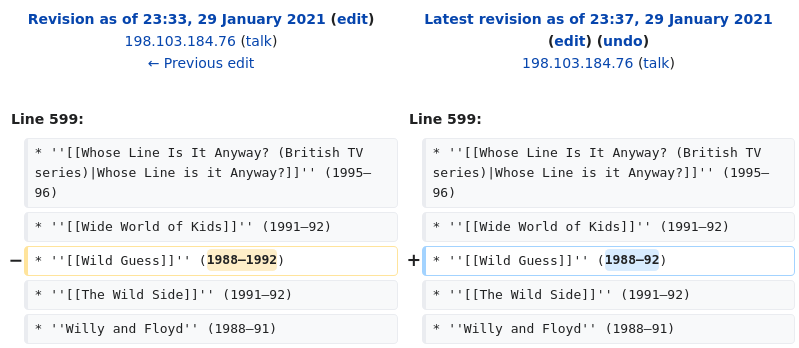 Revision as of 23:33, 29 January 2021 (edit)
198.103.184.76 (talk)
← Previous edit
Latest revision as of 23:37, 29 January 2021
(edit) (undo)
198.103.184.76 (talk)
Line 599:
Line 599:
* ''[[Whose Line Is It Anyway? (British TV
series)|Whose Line is it Anyway?]]'' (1995–
96)
* ''[[Whose Line Is It Anyway? (British TV
series)|Whose Line is it Anyway?]]'' (1995–
96)
* ''[[Wide World of Kids]]'' (1991–92)
* ''[[Wide World of Kids]]'' (1991–92)
− * ''[[Wild Guess]]'' (1988–1992)
+ * ''[[Wild Guess]]'' (1988–92)
* ''[[The Wild Side]]'' (1991–92)
* ''[[The Wild Side]]'' (1991–92)
* ''Willy and Floyd'' (1988–91)
* ''Willy and Floyd'' (1988–91)